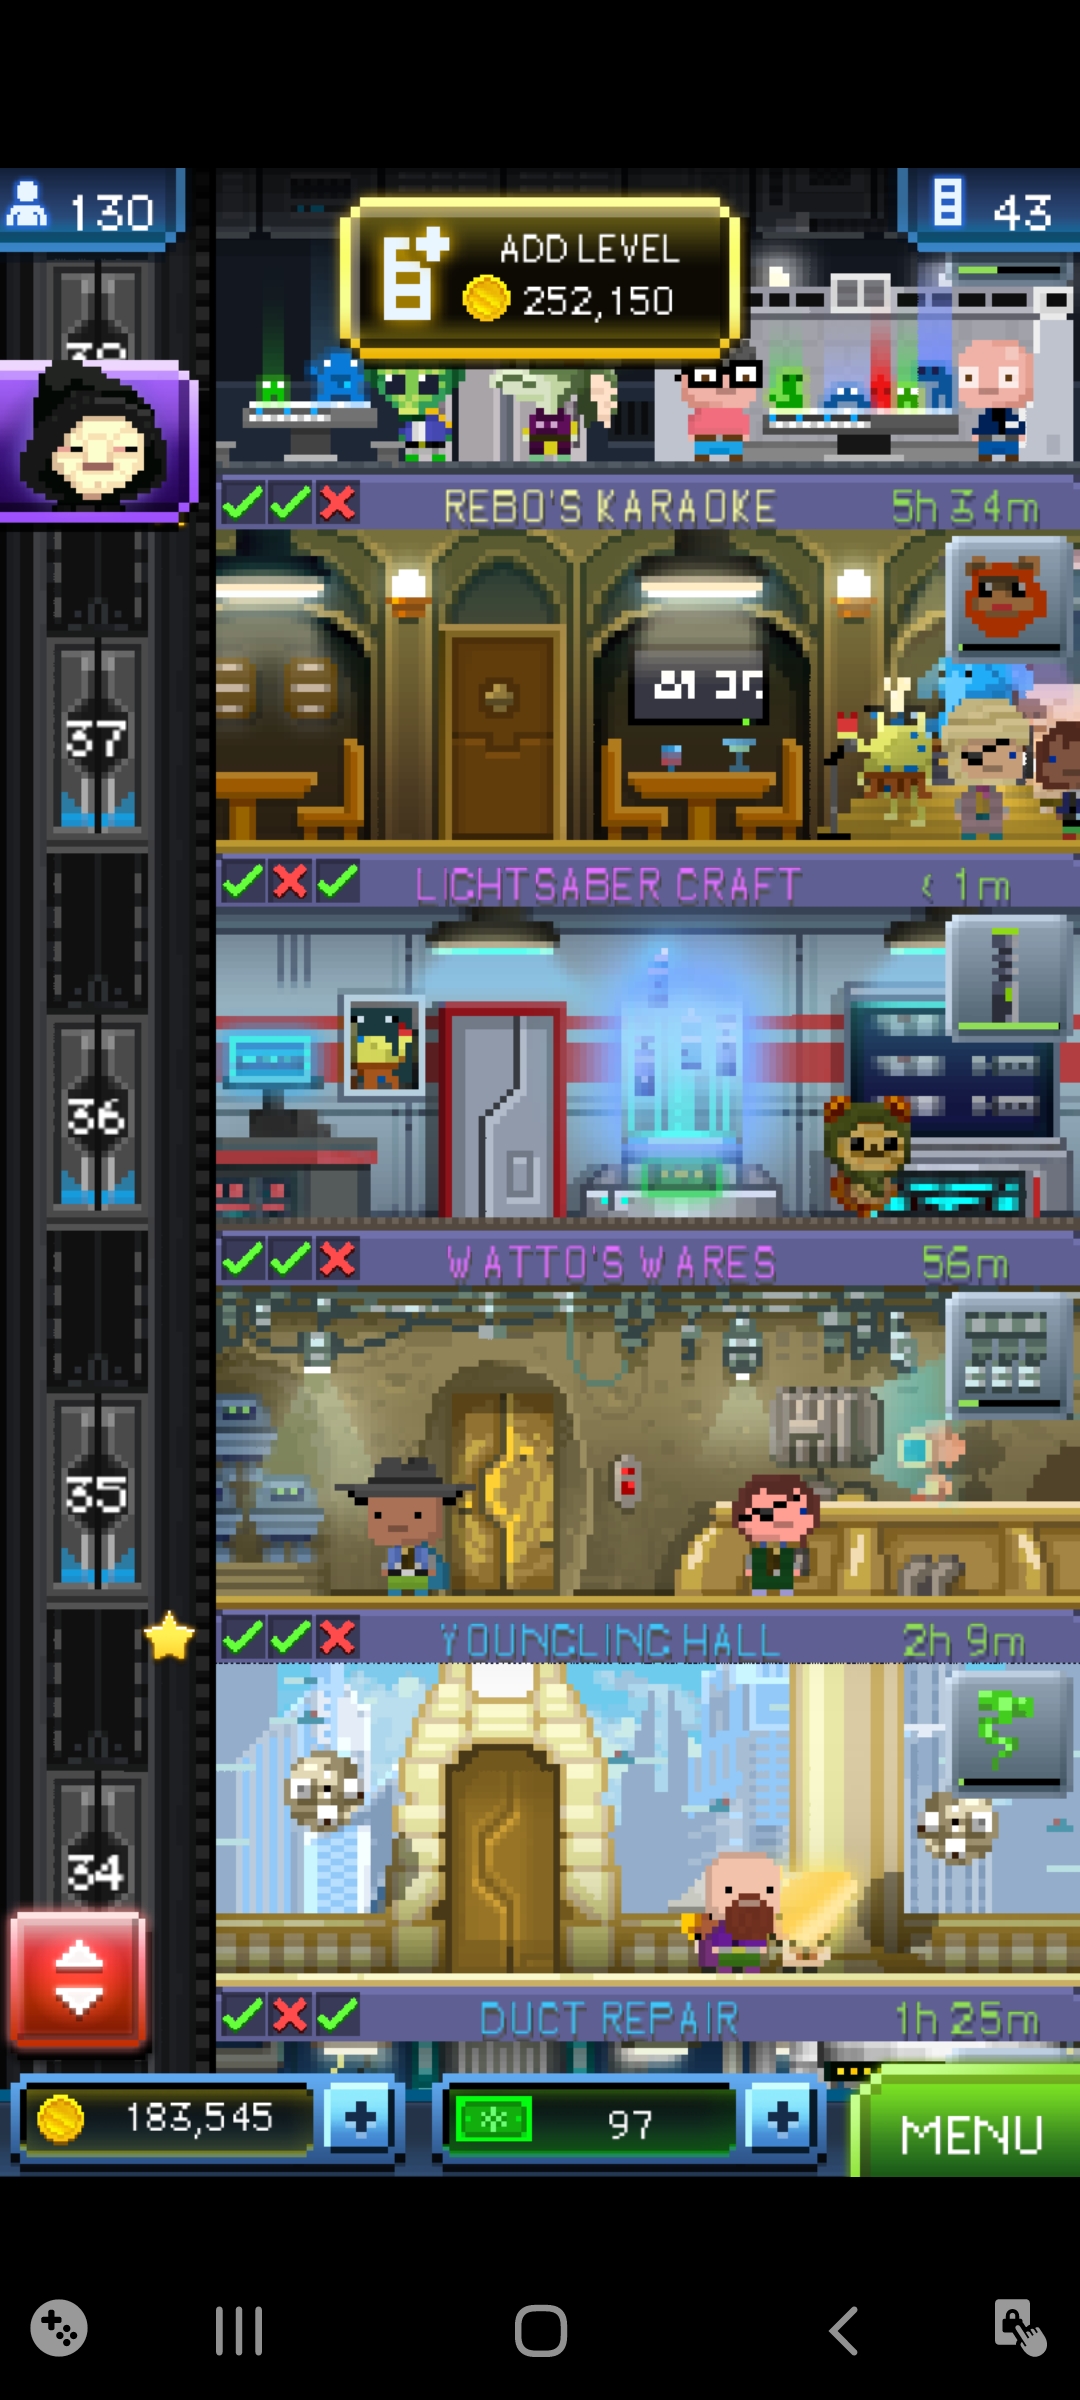 130
ADD LEVEL
252,150
43
REBO'S KARAOKE
5h 34m
37
LIGHTSABER CRAFT
< 1m
36
WATTO'S WARES
56m
35
YOUNGLING HALL
2h 9m
34
DUCT REPAIR
1h 25m
183,545
97
MENU